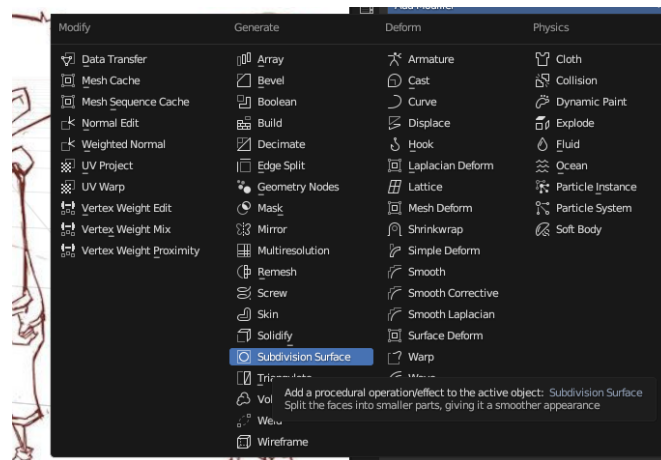 Add Modifier
Modify
Data Transfer
Mesh Cache
Mesh Sequence Cache
Normal Edit
Weighted Normal
UV Project
UV Warp
Vertex Weight Edit
Vertex Weight Mix
Vertex Weight Proximity
Generate
Array
Bevel
Boolean
Build
Decimate
Edge Split
Geometry Nodes
Mask
Mirror
Multiresolution
Remesh
Screw
Skin
Solidify
Subdivision Surface
Triangulate
Vol
Weld
Wireframe
Deform
Armature
Cast
Curve
Displace
Hook
Laplacian Deform
Lattice
Mesh Deform
Shrinkwrap
Simple Deform
Smooth
Smooth Corrective
Smooth Laplacian
Surface Deform
Warp
Wave
Physics
Cloth
Collision
Dynamic Paint
Explode
Fluid
Ocean
Particle Instance
Particle System
Soft Body
Add a procedural operation/effect to the active object: Subdivision Surface
Split the faces into smaller parts, giving it a smoother appearance